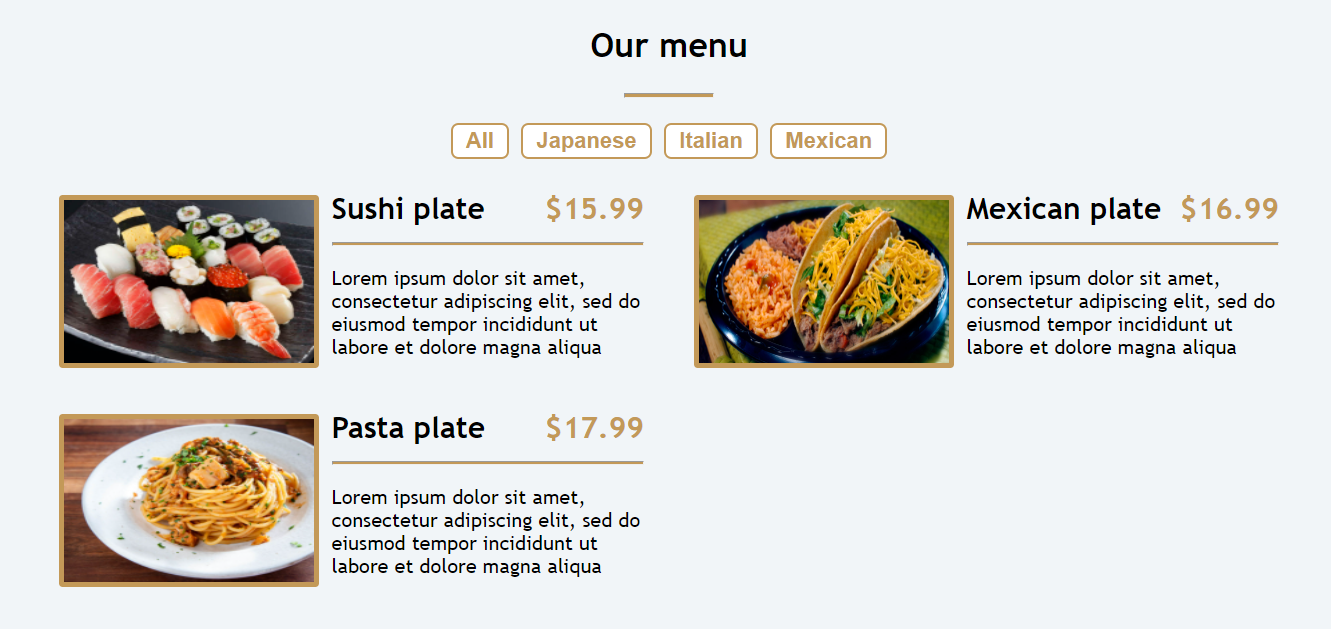 Our menu
All Japanese Italian Mexican
Sushi plate $15.99
Lorem ipsum dolor sit amet,
consectetur adipiscing elit, sed do
eiusmod tempor incididunt ut
labore et dolore magna aliqua
Mexican plate $16.99
Lorem ipsum dolor sit amet,
consectetur adipiscing elit, sed do
eiusmod tempor incididunt ut
labore et dolore magna aliqua
Pasta plate $17.99
Lorem ipsum dolor sit amet,
consectetur adipiscing elit, sed do
eiusmod tempor incididunt ut
labore et dolore magna aliqua